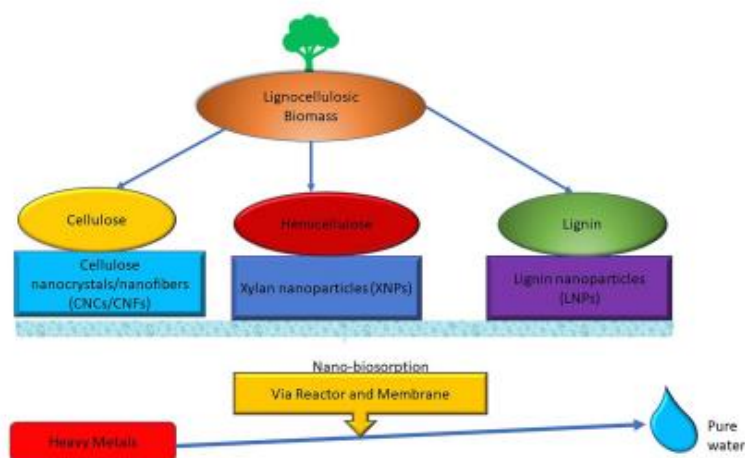 Lignocellulosic
Biomass
Cellulose
Hemocellulose
Lignin
Cellulose
nanocrystals/nanofibers
(CNCs/CNFs)
Xylan nanoparticles (XNPs)
Lignin nanoparticles
(LNPs)
Nano-biosorption
Via Reactor and Membrane
Heavy Metals
Pure
water